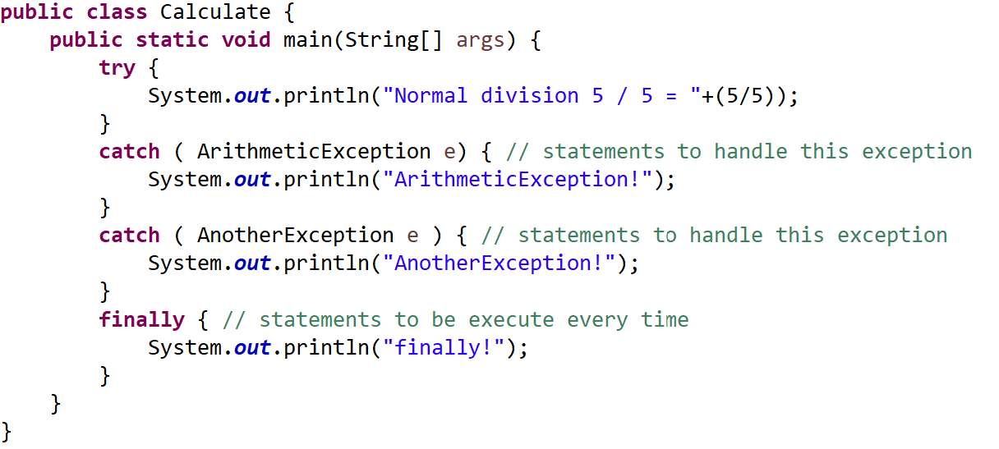 public class Calculate {
    public static void main(String[] args) {
        try {
            System.out.println("Normal division 5 / 5 = "+(5/5));
        }
        catch ( ArithmeticException e) { // statements to handle this exception
            System.out.println("ArithmeticException!");
        }
        catch ( AnotherException e ) { // statements to handle this exception
            System.out.println("AnotherException!");
        }
        finally { // statements to be execute every time
            System.out.println("finally!");
        }
    }
}